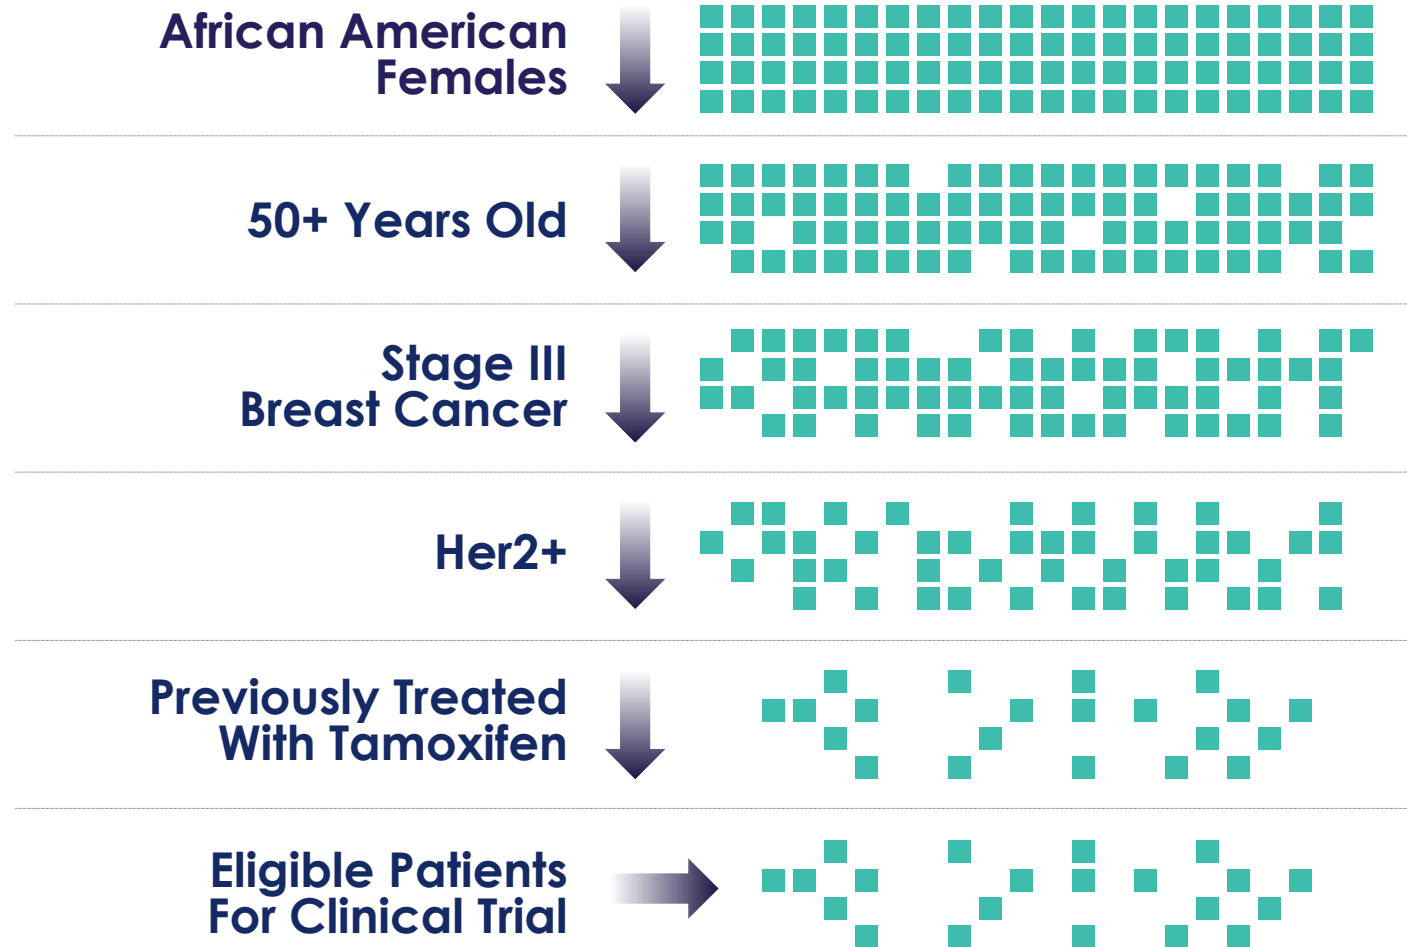 African American
Females
50+ Years Old
Stage III
Breast Cancer
Her2+
Previously Treated
With Tamoxifen
Eligible Patients
For Clinical Trial